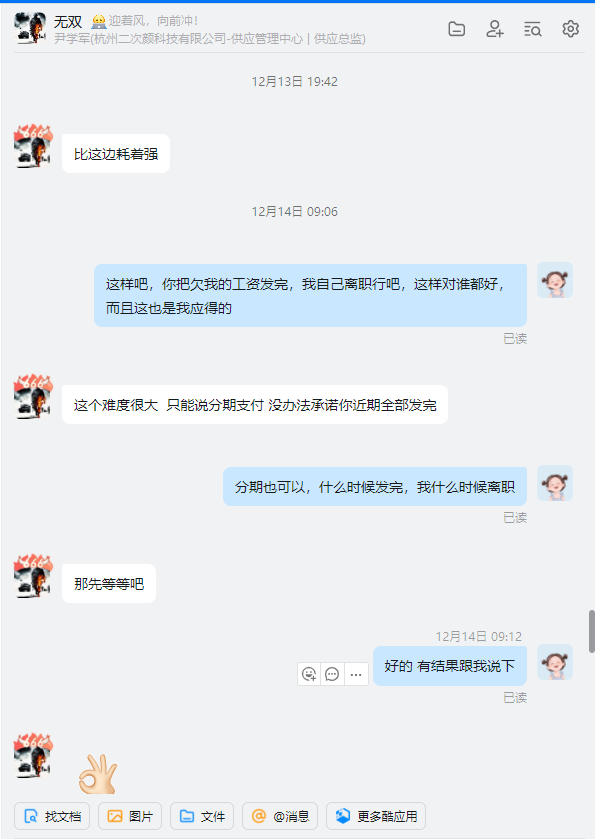 无双 迎着风，向前冲！
尹学军(杭州二次颜科技有限公司-供应管理中心 | 供应总监)
12月13日 19:42
比这边耗着强
12月14日 09:06
这样吧，你把欠我的工资发完，我自己离职行吧，这样对谁都好，
而且这也是我应得的
已读
这个难度很大 只能说分期支付 没办法承诺你近期全部发完
分期也可以，什么时候发完，我什么时候离职
已读
那先等等吧
12月14日 09:12
好的 有结果跟我说下
已读
找文档 图片 文件 @消息 更多酷应用